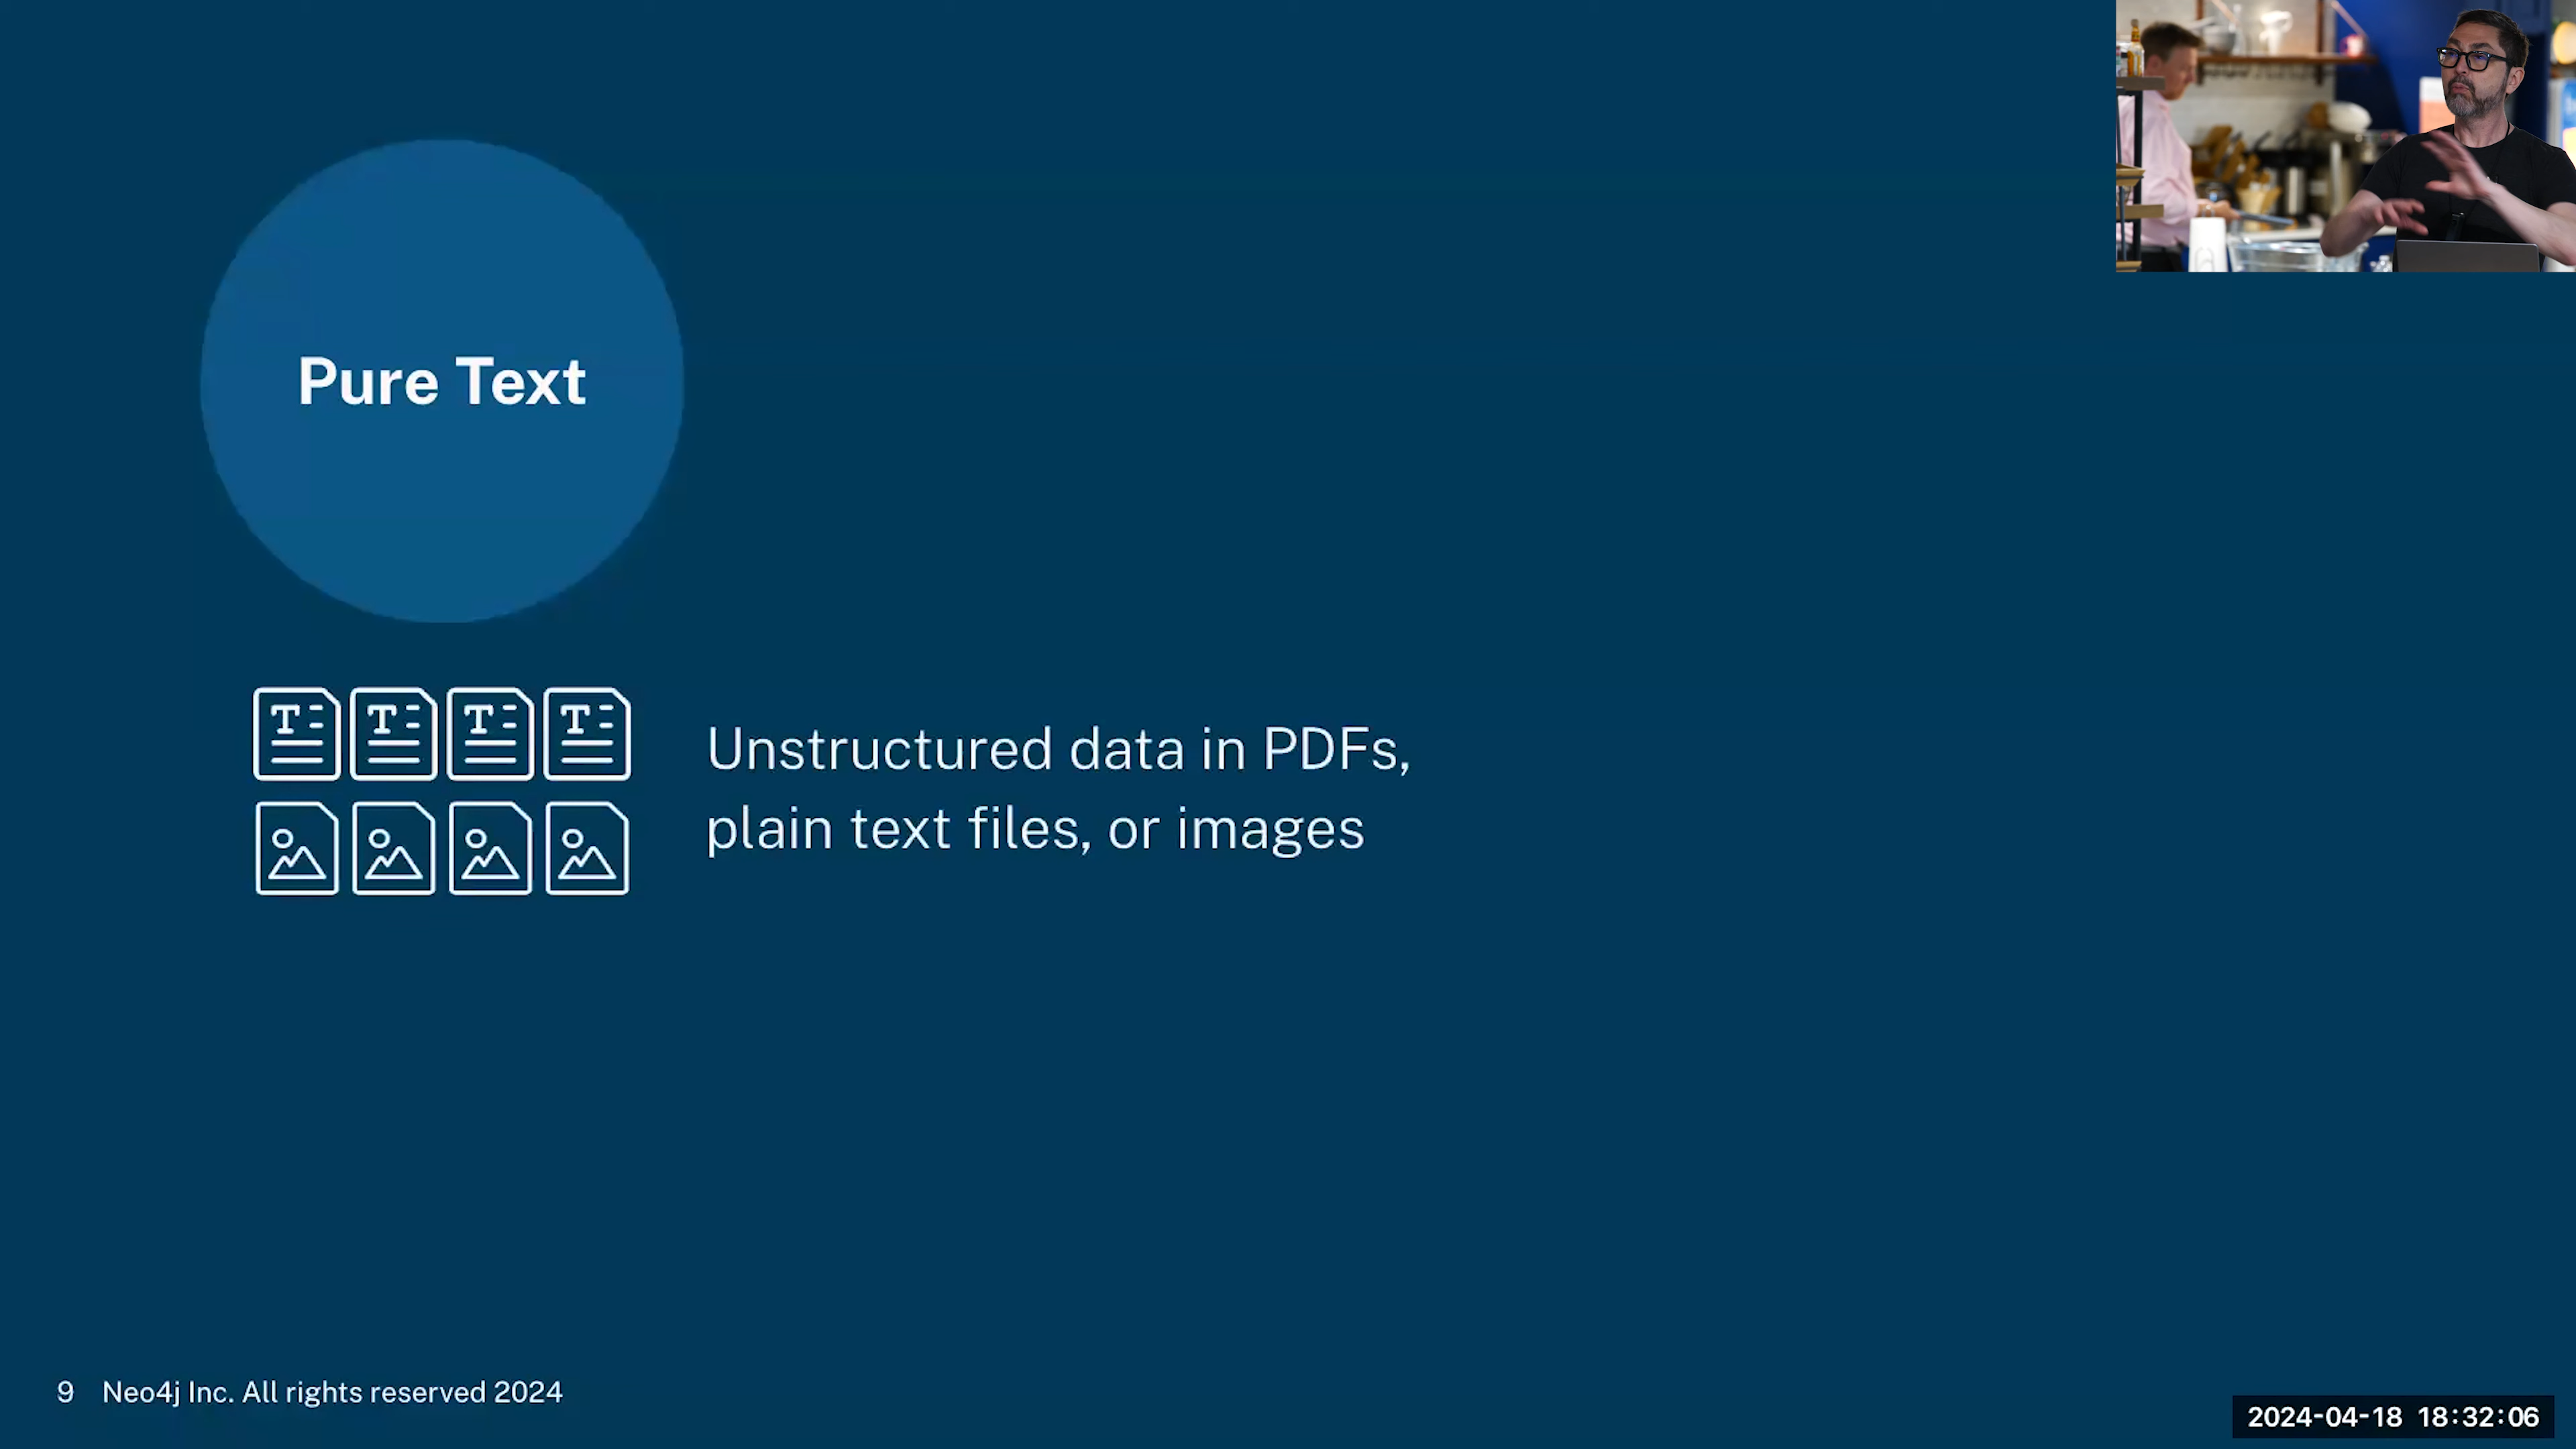 Pure Text
T
T
T
T
Unstructured data in PDFs,
plain text files, or images
9 Neo4j Inc. All rights reserved 2024
2024-04-18 18:32:06